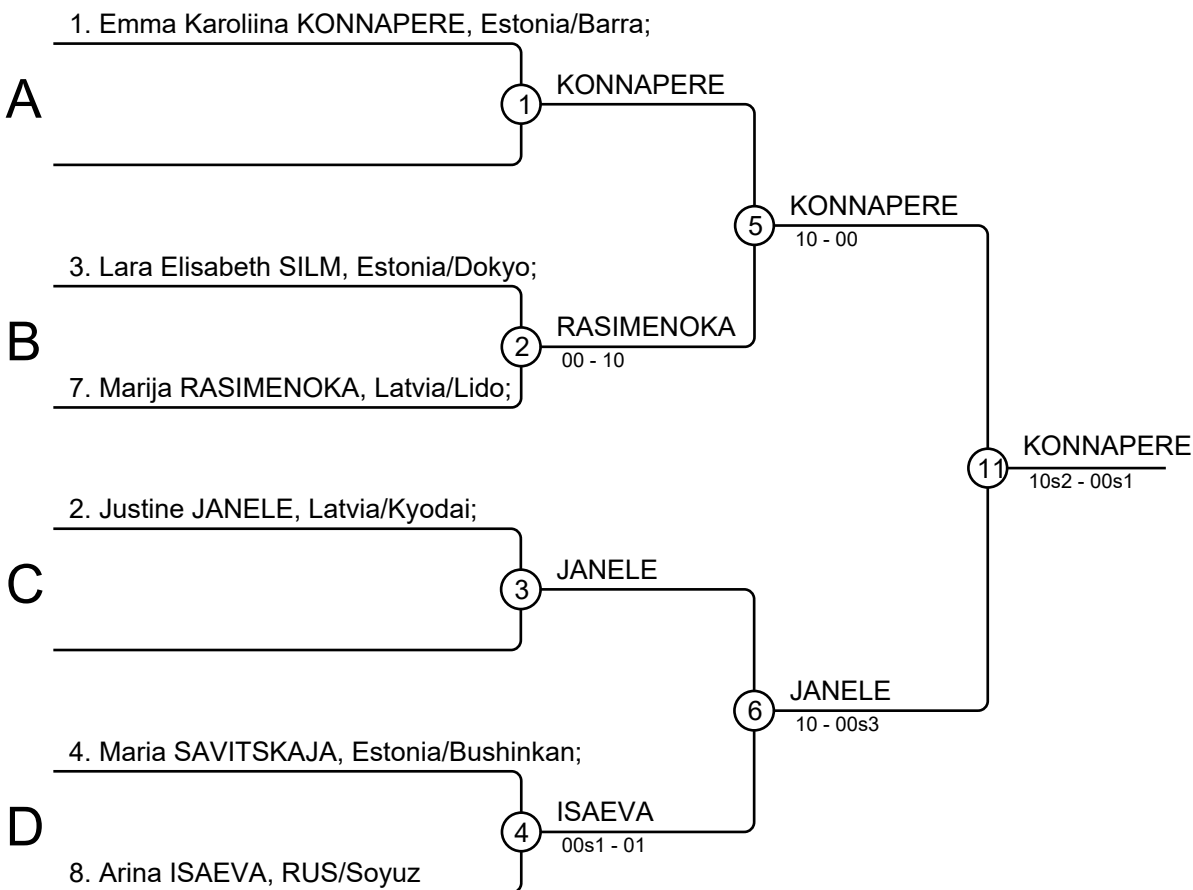 1. Emma Karoliina KONNAPERE, Estonia/Barra;
A
1
KONNAPERE
5
KONNAPERE
10 - 00
3. Lara Elisabeth SILM, Estonia/Dokyo;
B
2
RASIMENOKA
00 - 10
7. Marija RASIMENOKA, Latvia/Lido;
11
KONNAPERE
10s2 - 00s1
2. Justine JANELE, Latvia/Kyodai;
C
3
JANELE
6
JANELE
10 - 00s3
4. Maria SAVITSKAJA, Estonia/Bushinkan;
D
4
ISAEVA
00s1 - 01
8. Arina ISAEVA, RUS/Soyuz